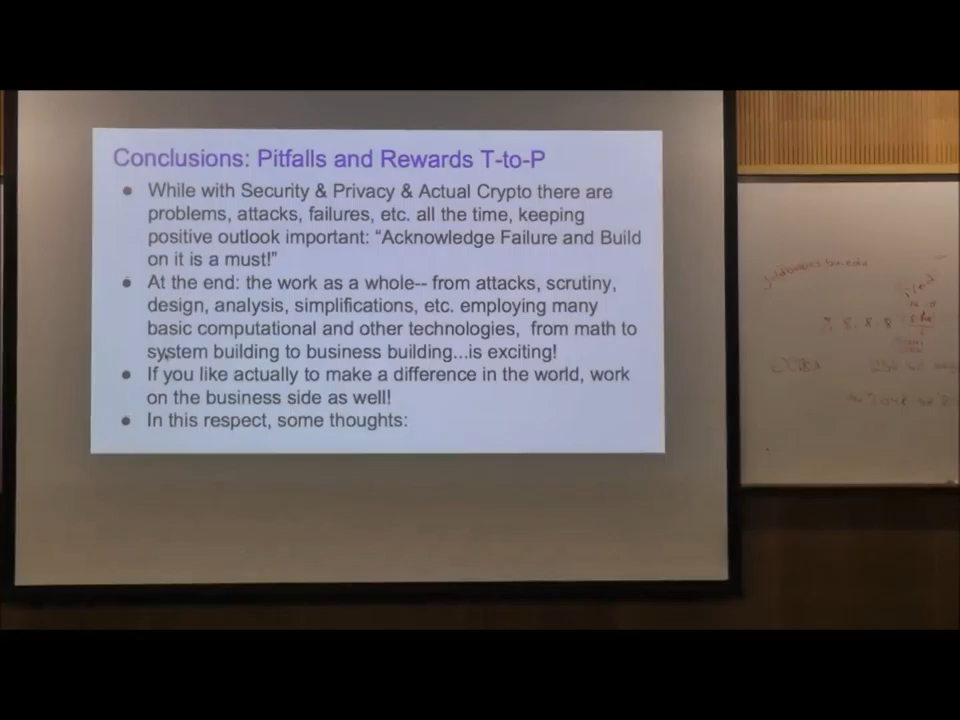 Conclusions: Pitfalls and Rewards T-to-P
● While with Security & Privacy & Actual Crypto there are
problems, attacks, failures, etc. all the time, keeping
positive outlook important: “Acknowledge Failure and Build
on it is a must!”
● At the end: the work as a whole-- from attacks, scrutiny,
design, analysis, simplifications, etc. employing many
basic computational and other technologies, from math to
system building to business building...is exciting!
● If you like actually to make a difference in the world, work
on the business side as well!
● In this respect, some thoughts:
8.8.8